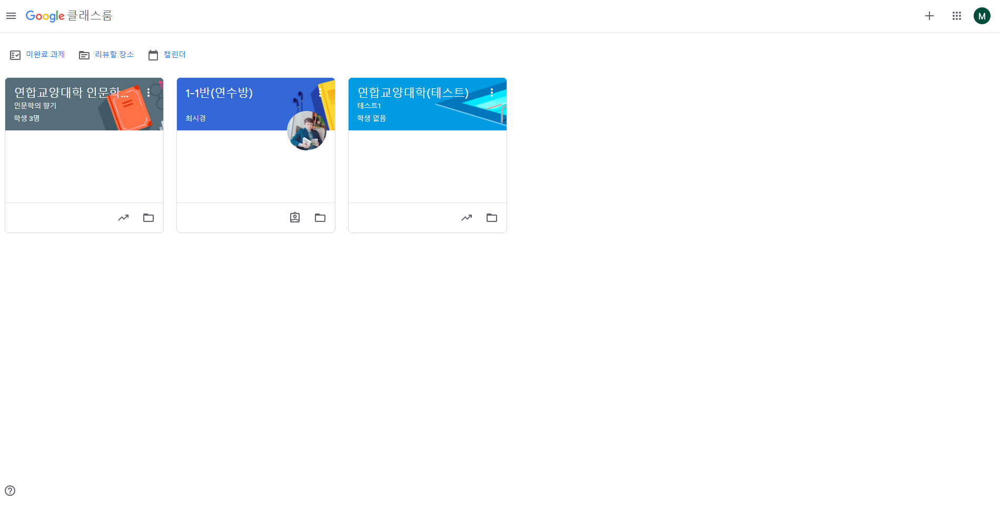 Google 클래스룸
M
미완료 과제
리뷰할 장소
캘린더
연합교양대학 인문학...
인문학의 향기
학생 3명
1-1반(연수방)
최시경
연합교양대학(테스트)
테스트1
학생 없음